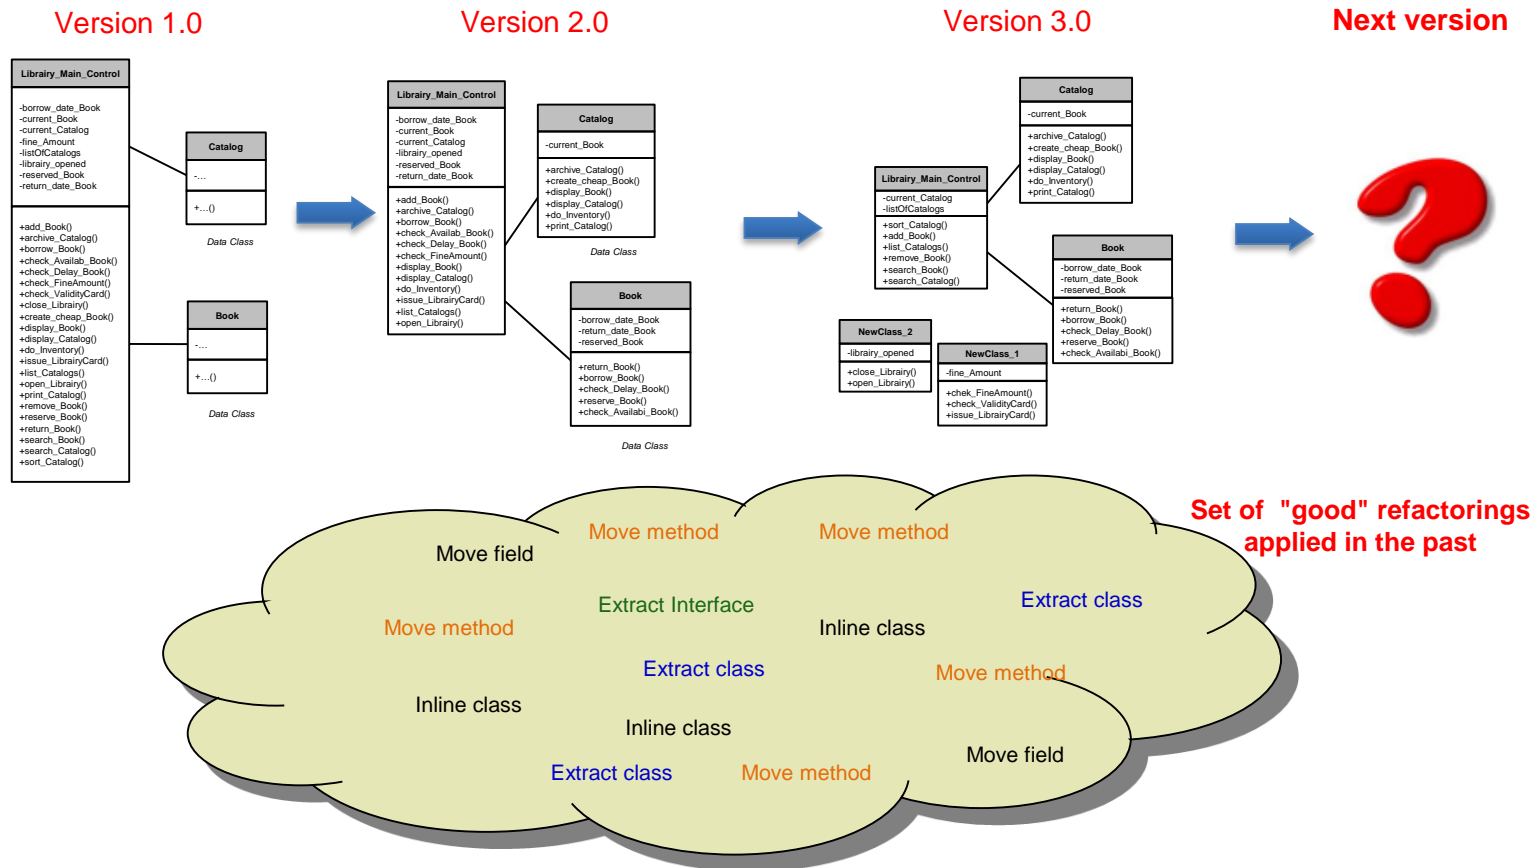 Version 1.0
Version 2.0
Version 3.0
Next version
Librairy_Main_Control
-borrow_date_Book
-current_Book
-current_Catalog
-fine_Amount
-listOfCatalogs
-librairy_opened
-reserved_Book
-return_date_Book
+add_Book()
+archive_Catalog()
+borrow_Book()
+check_Availab_Book()
+check_Delay_Book()
+check_FineAmount()
+check_ValidityCard()
+close_Librairy()
+create_cheap_Book()
+display_Book()
+display_Catalog()
+do_Inventory()
+issue_LibrairyCard()
+list_Catalogs()
+open_Librairy()
+print_Catalog()
+remove_Book()
+reserve_Book()
+return_Book()
+search_Book()
+search_Catalog()
+sort_Catalog()
Catalog
-...
+...()
Data Class
Book
-...
+...()
Data Class
Librairy_Main_Control
-borrow_date_Book
-current_Book
-current_Catalog
-librairy_opened
-reserved_Book
-return_date_Book
+add_Book()
+archive_Catalog()
+borrow_Book()
+check_Availab_Book()
+check_Delay_Book()
+check_FineAmount()
+display_Book()
+display_Catalog()
+do_Inventory()
+issue_LibrairyCard()
+list_Catalogs()
+open_Librairy()
Catalog
-current_Book
+archive_Catalog()
+create_cheap_Book()
+display_Book()
+display_Catalog()
+do_Inventory()
+print_Catalog()
Data Class
Book
-borrow_date_Book
-return_date_Book
-reserved_Book
+return_Book()
+borrow_Book()
+check_Delay_Book()
+reserve_Book()
+check_Availabi_Book()
Data Class
Librairy_Main_Control
-current_Catalog
-listOfCatalogs
+sort_Catalog()
+add_Book()
+list_Catalogs()
+remove_Book()
+search_Book()
+search_Catalog()
Catalog
-current_Book
+archive_Catalog()
+create_cheap_Book()
+display_Book()
+display_Catalog()
+do_Inventory()
+print_Catalog()
Book
-borrow_date_Book
-return_date_Book
-reserved_Book
+return_Book()
+borrow_Book()
+check_Delay_Book()
+reserve_Book()
+check_Availabi_Book()
NewClass_2
-librairy_opened
+close_Librairy()
+open_Librairy()
NewClass_1
-fine_Amount
+chek_FineAmount()
+check_ValidityCard()
+issue_LibrairyCard()
?
Set of "good" refactorings
applied in the past
Move method
Move method
Move field
Extract Interface
Extract class
Move method
Inline class
Extract class
Move method
Inline class
Inline class
Move field
Extract class
Move method